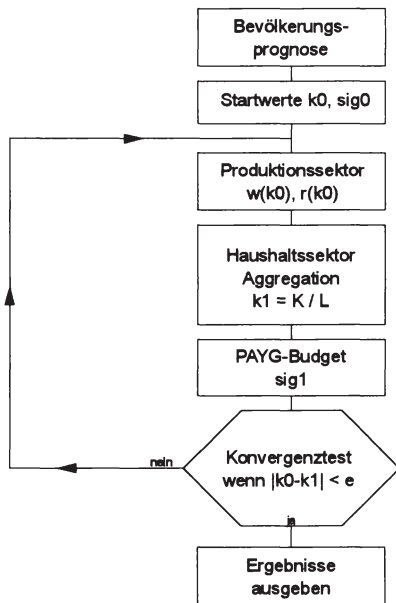 Bevölkerungs-
prognose
Startwerte k0, sig0
Produktionssektor
w(k0), r(k0)
Haushaltssektor
Aggregation
k1 = K / L
PAYG-Budget
sig1
nein
Konvergenztest
wenn |k0-k1| < e
ja
Ergebnisse
ausgeben